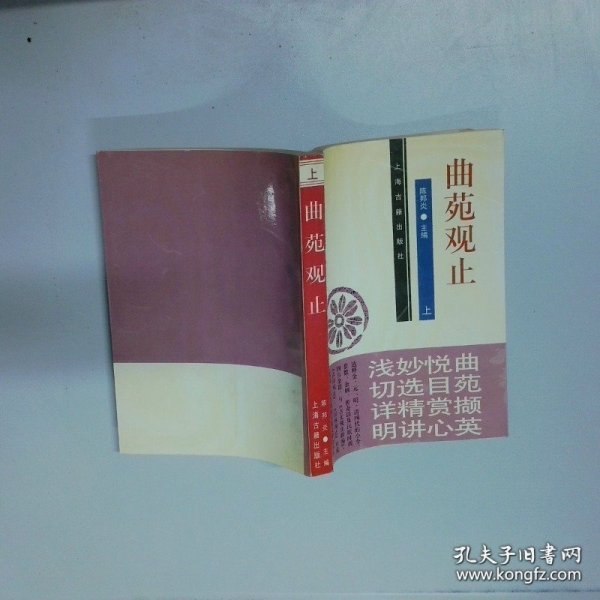 上
曲苑观止
陈邦炎●主编
上海古籍出版社
曲苑观止
陈邦炎●主编
上
上海古籍出版社
曲苑撷英
悦目赏心
妙选精讲
浅切详明
孔夫子旧书网
www.kongfz.com